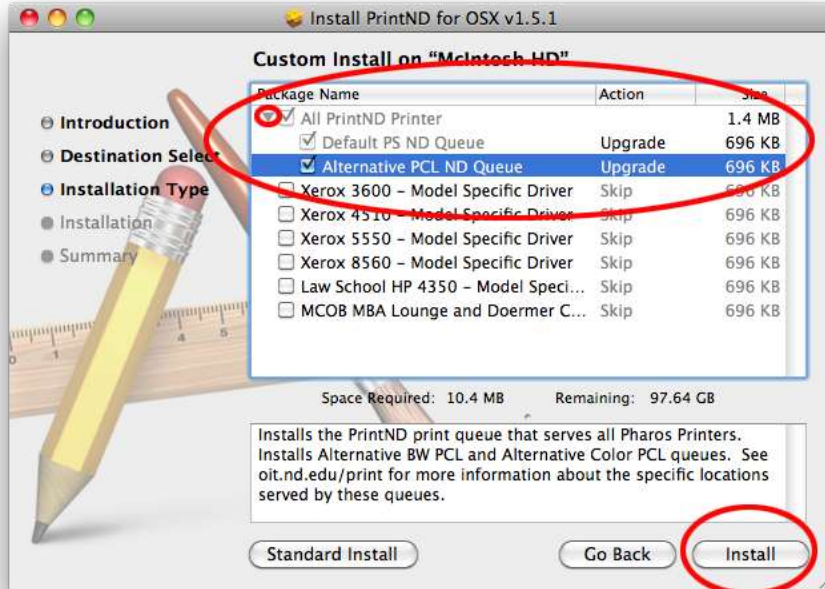 Install PrintND for OSX v1.5.1
Custom Install on “McIntosh HD”
Introduction
Destination Select
Installation Type
Installation
Summary
Package Name Action Size
All PrintND Printer 1.4 MB
Default PS ND Queue Upgrade 696 KB
Alternative PCL ND Queue Upgrade 696 KB
Xerox 3600 – Model Specific Driver Skip 696 KB
Xerox 4510 – Model Specific Driver Skip 696 KB
Xerox 5550 – Model Specific Driver Skip 696 KB
Xerox 8560 – Model Specific Driver Skip 696 KB
Law School HP 4350 – Model Speci... Skip 696 KB
MCOB MBA Lounge and Doermer C... Skip 696 KB
0 1 4 5
Space Required: 10.4 MB Remaining: 97.64 GB
Installs the PrintND print queue that serves all Pharos Printers.
Installs Alternative BW PCL and Alternative Color PCL queues. See
oit.nd.edu/print for more information about the specific locations
served by these queues.
Standard Install Go Back Install